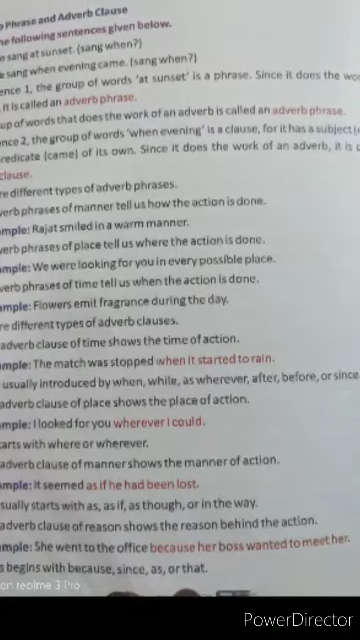 Phrase and Adverb Clause
following sentences given below.
sang at sunset. (sang when?)
sang when evening came. (sang when?)
ence 1, the group of words 'at sunset' is a phrase. Since it does the wo
it is called an adverb phrase.
up of words that does the work of an adverb is called an adverb phrase.
nce 2, the group of words 'when evening' is a clause, for it has a subject
redicate (came) of its own. Since it does the work of an adverb, it is
clause.
re different types of adverb phrases.
verb phrases of manner tell us how the action is done.
mple: Rajat smiled in a warm manner.
verb phrases of place tell us where the action is done.
mple: We were looking for you in every possible place.
verb phrases of time tell us when the action is done.
mple: Flowers emit fragrance during the day.
re different types of adverb clauses.
adverb clause of time shows the time of action.
mple: The match was stopped when it started to rain.
usually introduced by when, while, as wherever, after, before, or since
adverb clause of place shows the place of action.
mple: I looked for you wherever I could.
arts with where or wherever.
adverb clause of manner shows the manner of action.
mple: It seemed as if he had been lost.
sually starts with as, as if, as though, or in the way.
adverb clause of reason shows the reason behind the action.
mple: She went to the office because her boss wanted to meet her.
s begins with because, since, as, or that.
on realme 3 Pro
PowerDirector